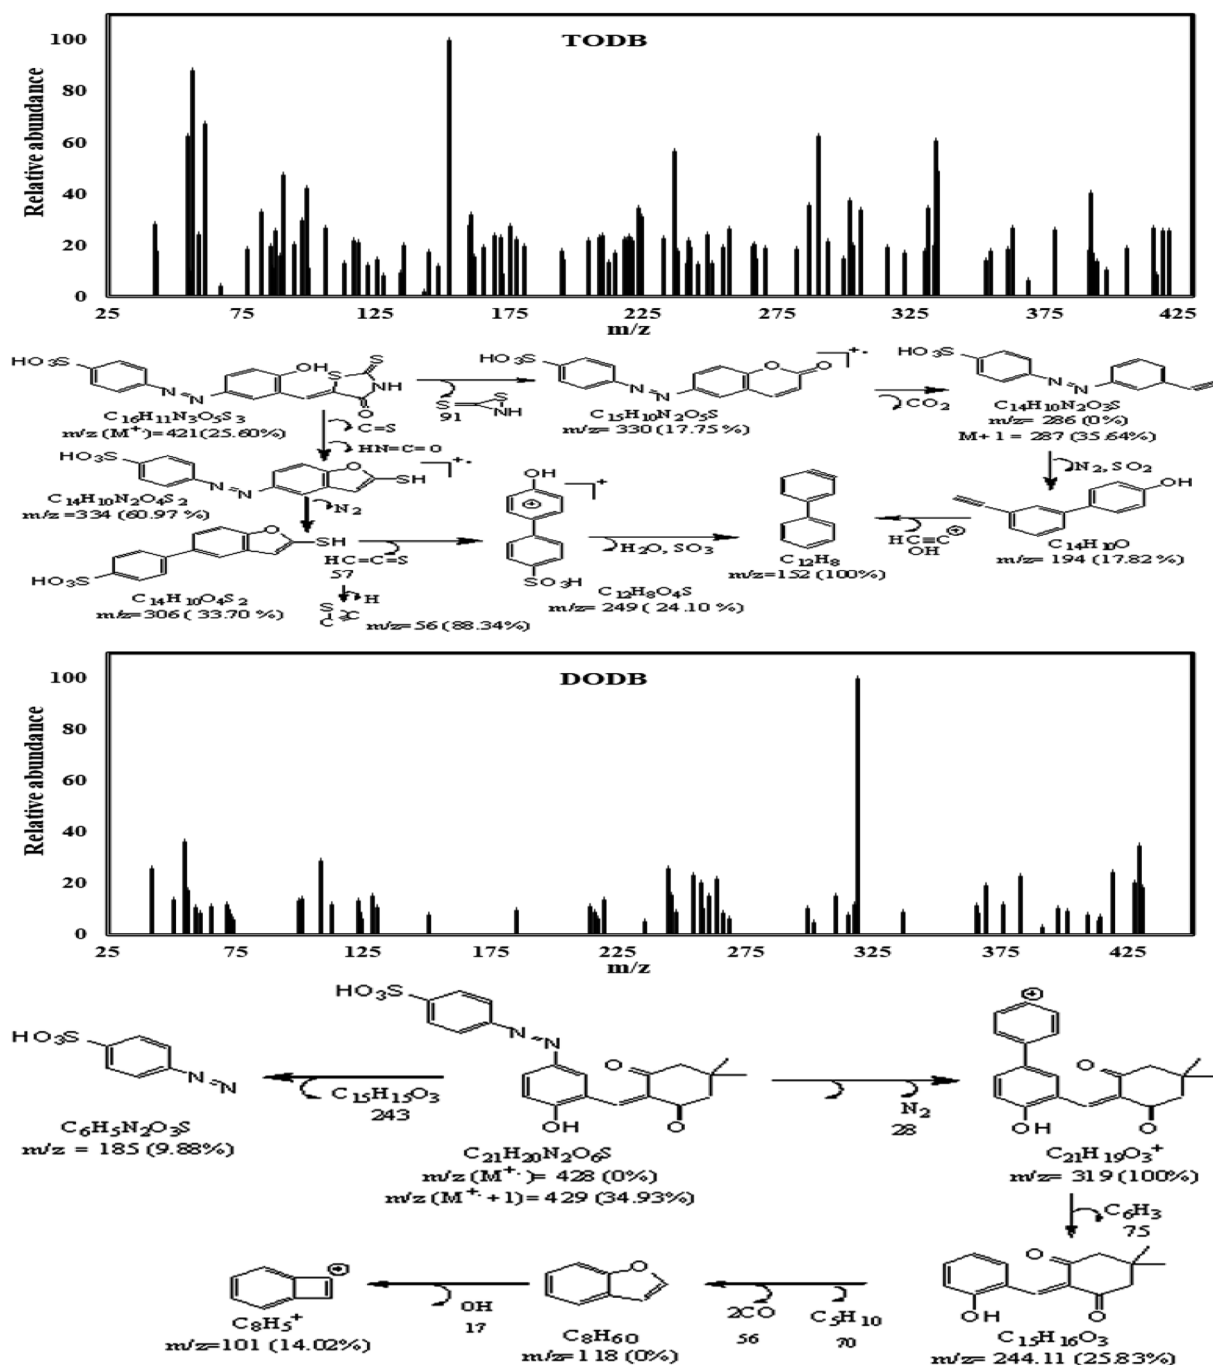 TODB
Relative abundance
100
80
60
40
20
0
25 75 125 175 225 275 325 375 425
m/z
HO3S
N
N
OH
S
S
NH
O
C16H11N3O5S3
m/z (M+.) 421(25.60%)
S
NH
S
91
C=S
HN=C=O
HO3S
N
N
O
O
+.
C15H10N2O5S
m/z= 330 (17.75 %)
CO2
HO3S
N
N
C14H10N2O3S
m/z= 286 (0%)
M+ 1 = 287 (35.64%)
N2, SO2
HO3S
N
N
O
SH
+.
C14H10N2O4S2
m/z =334 (60.97 %)
N2
HO3S
O
SH
C14H10O4S2
m/z= 306 ( 33.70 %)
HC=C=S
57
H
S
C
C
m/z= 56 (88.34%)
OH
+
+
SO3H
C12H8O4S
m/z= 249 ( 24.10 %)
H2O, SO3
C12H8
m/z=152 (100%)
HC=C+
OH
OH
C14H10O
m/z= 194 (17.82 %)
DODB
Relative abundance
100
80
60
40
20
0
25 75 125 175 225 275 325 375 425
m/z
HO3S
N
N
C6H5N2O3S
m/z = 185 (9.88%)
C15H15O3
243
HO3S
N
N
O
OH
O
C21H20N2O6S
m/z (M+.)= 428 (0%)
m/z (M+.+1)= 429 (34.93%)
N2
28
+
O
OH
O
C21H19O3+
m/z= 319 (100%)
C6H3
75
O
OH
O
C15H16O3
m/z= 244.11 (25.83%)
2CO
56
C5H10
70
O
C8H6O
m/z=118 (0%)
OH
17
+
C8H5+
m/z=101 (14.02%)